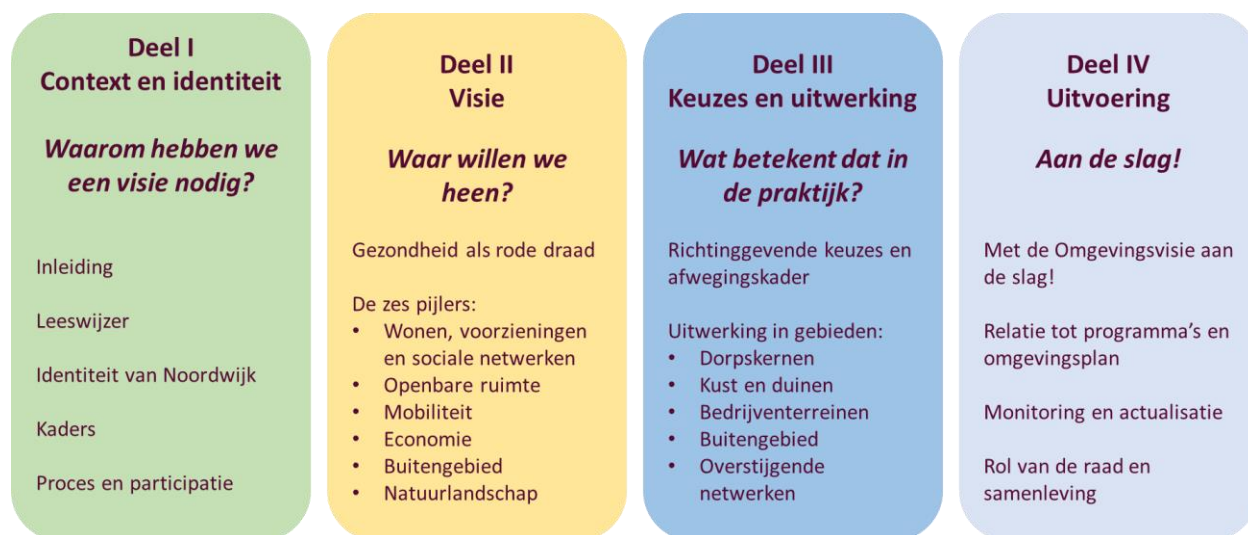 Deel I
Context en identiteit
Waarom hebben we
een visie nodig?
Inleiding
Leeswijzer
Identiteit van Noordwijk
Kaders
Proces en participatie
Deel II
Visie
Waar willen we
heen?
Gezondheid als rode draad
De zes pijlers:
• Wonen, voorzieningen
en sociale netwerken
• Openbare ruimte
• Mobiliteit
• Economie
• Buitengebied
• Natuurlandschap
Deel III
Keuzes en uitwerking
Wat betekent dat in
de praktijk?
Richtinggevende keuzes en
afwegingskader
Uitwerking in gebieden:
• Dorpskernen
• Kust en duinen
• Bedrijventerreinen
• Buitengebied
• Overstijgende
netwerken
Deel IV
Uitvoering
Aan de slag!
Met de Omgevingsvisie aan
de slag!
Relatie tot programma's en
omgevingsplan
Monitoring en actualisatie
Rol van de raad en
samenleving